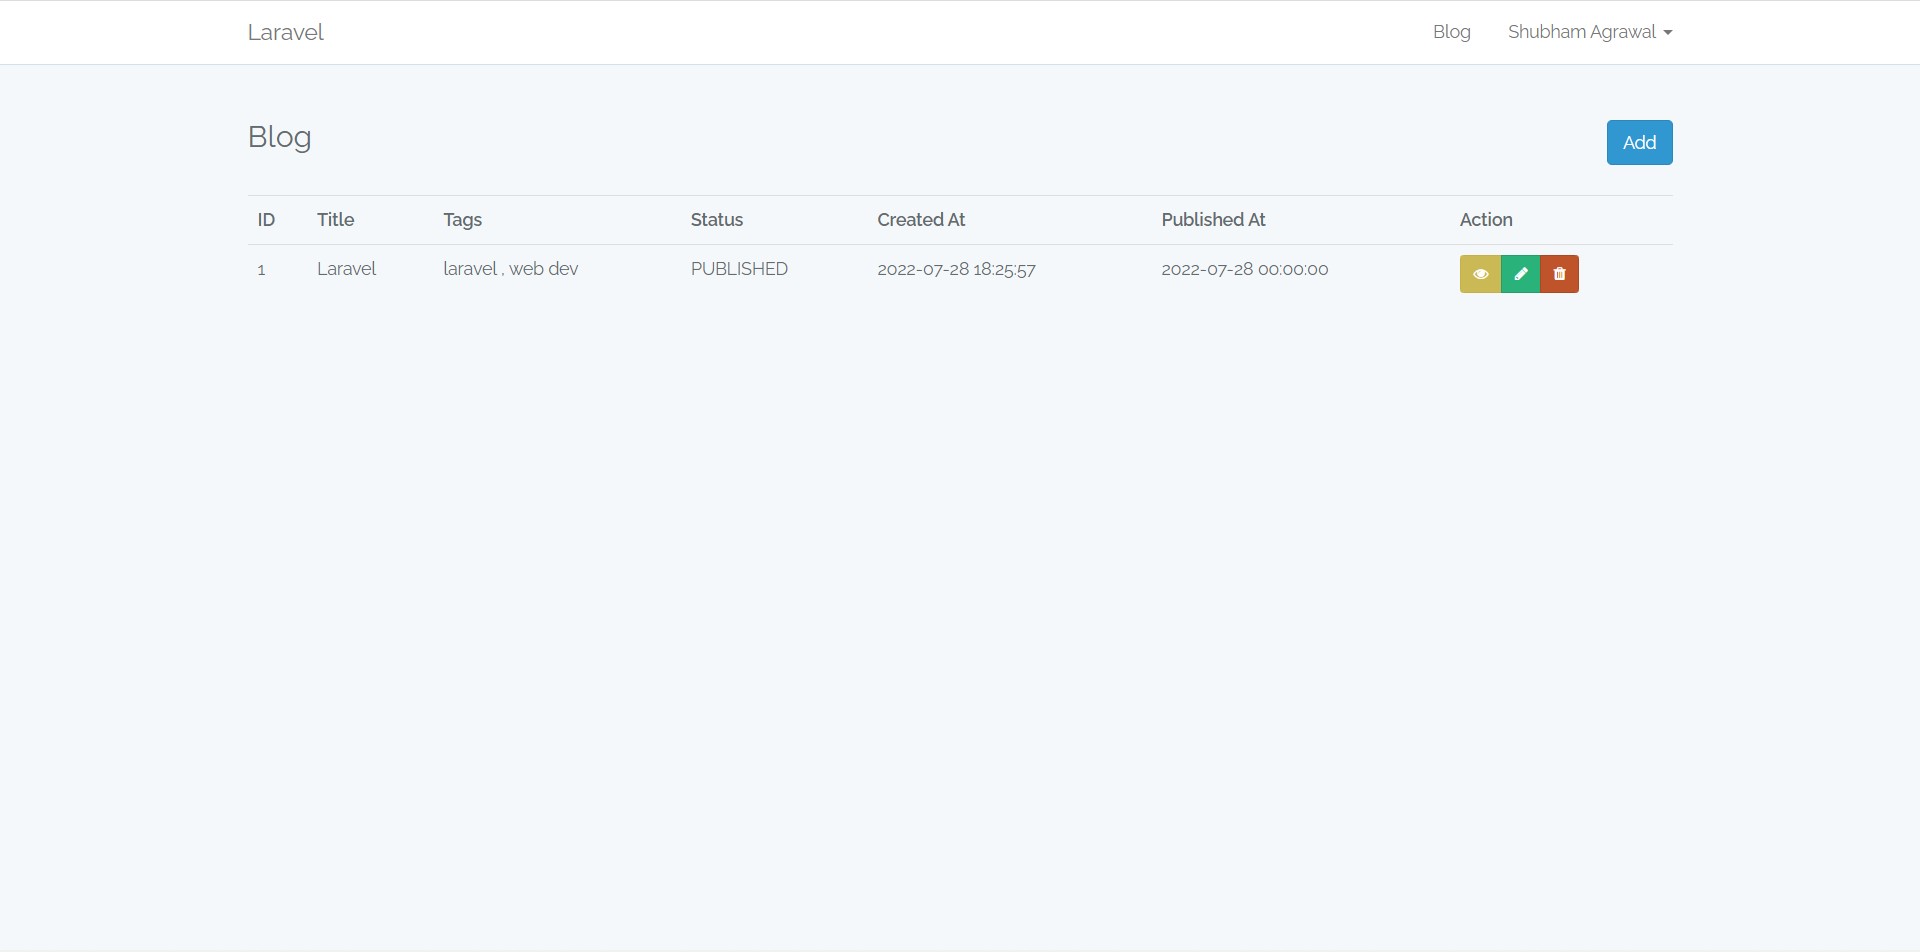 Laravel Blog Shubham Agrawal
Blog Add
ID Title Tags Status Created At Published At Action
1 Laravel laravel , web dev PUBLISHED 2022-07-28 18:25:57 2022-07-28 00:00:00